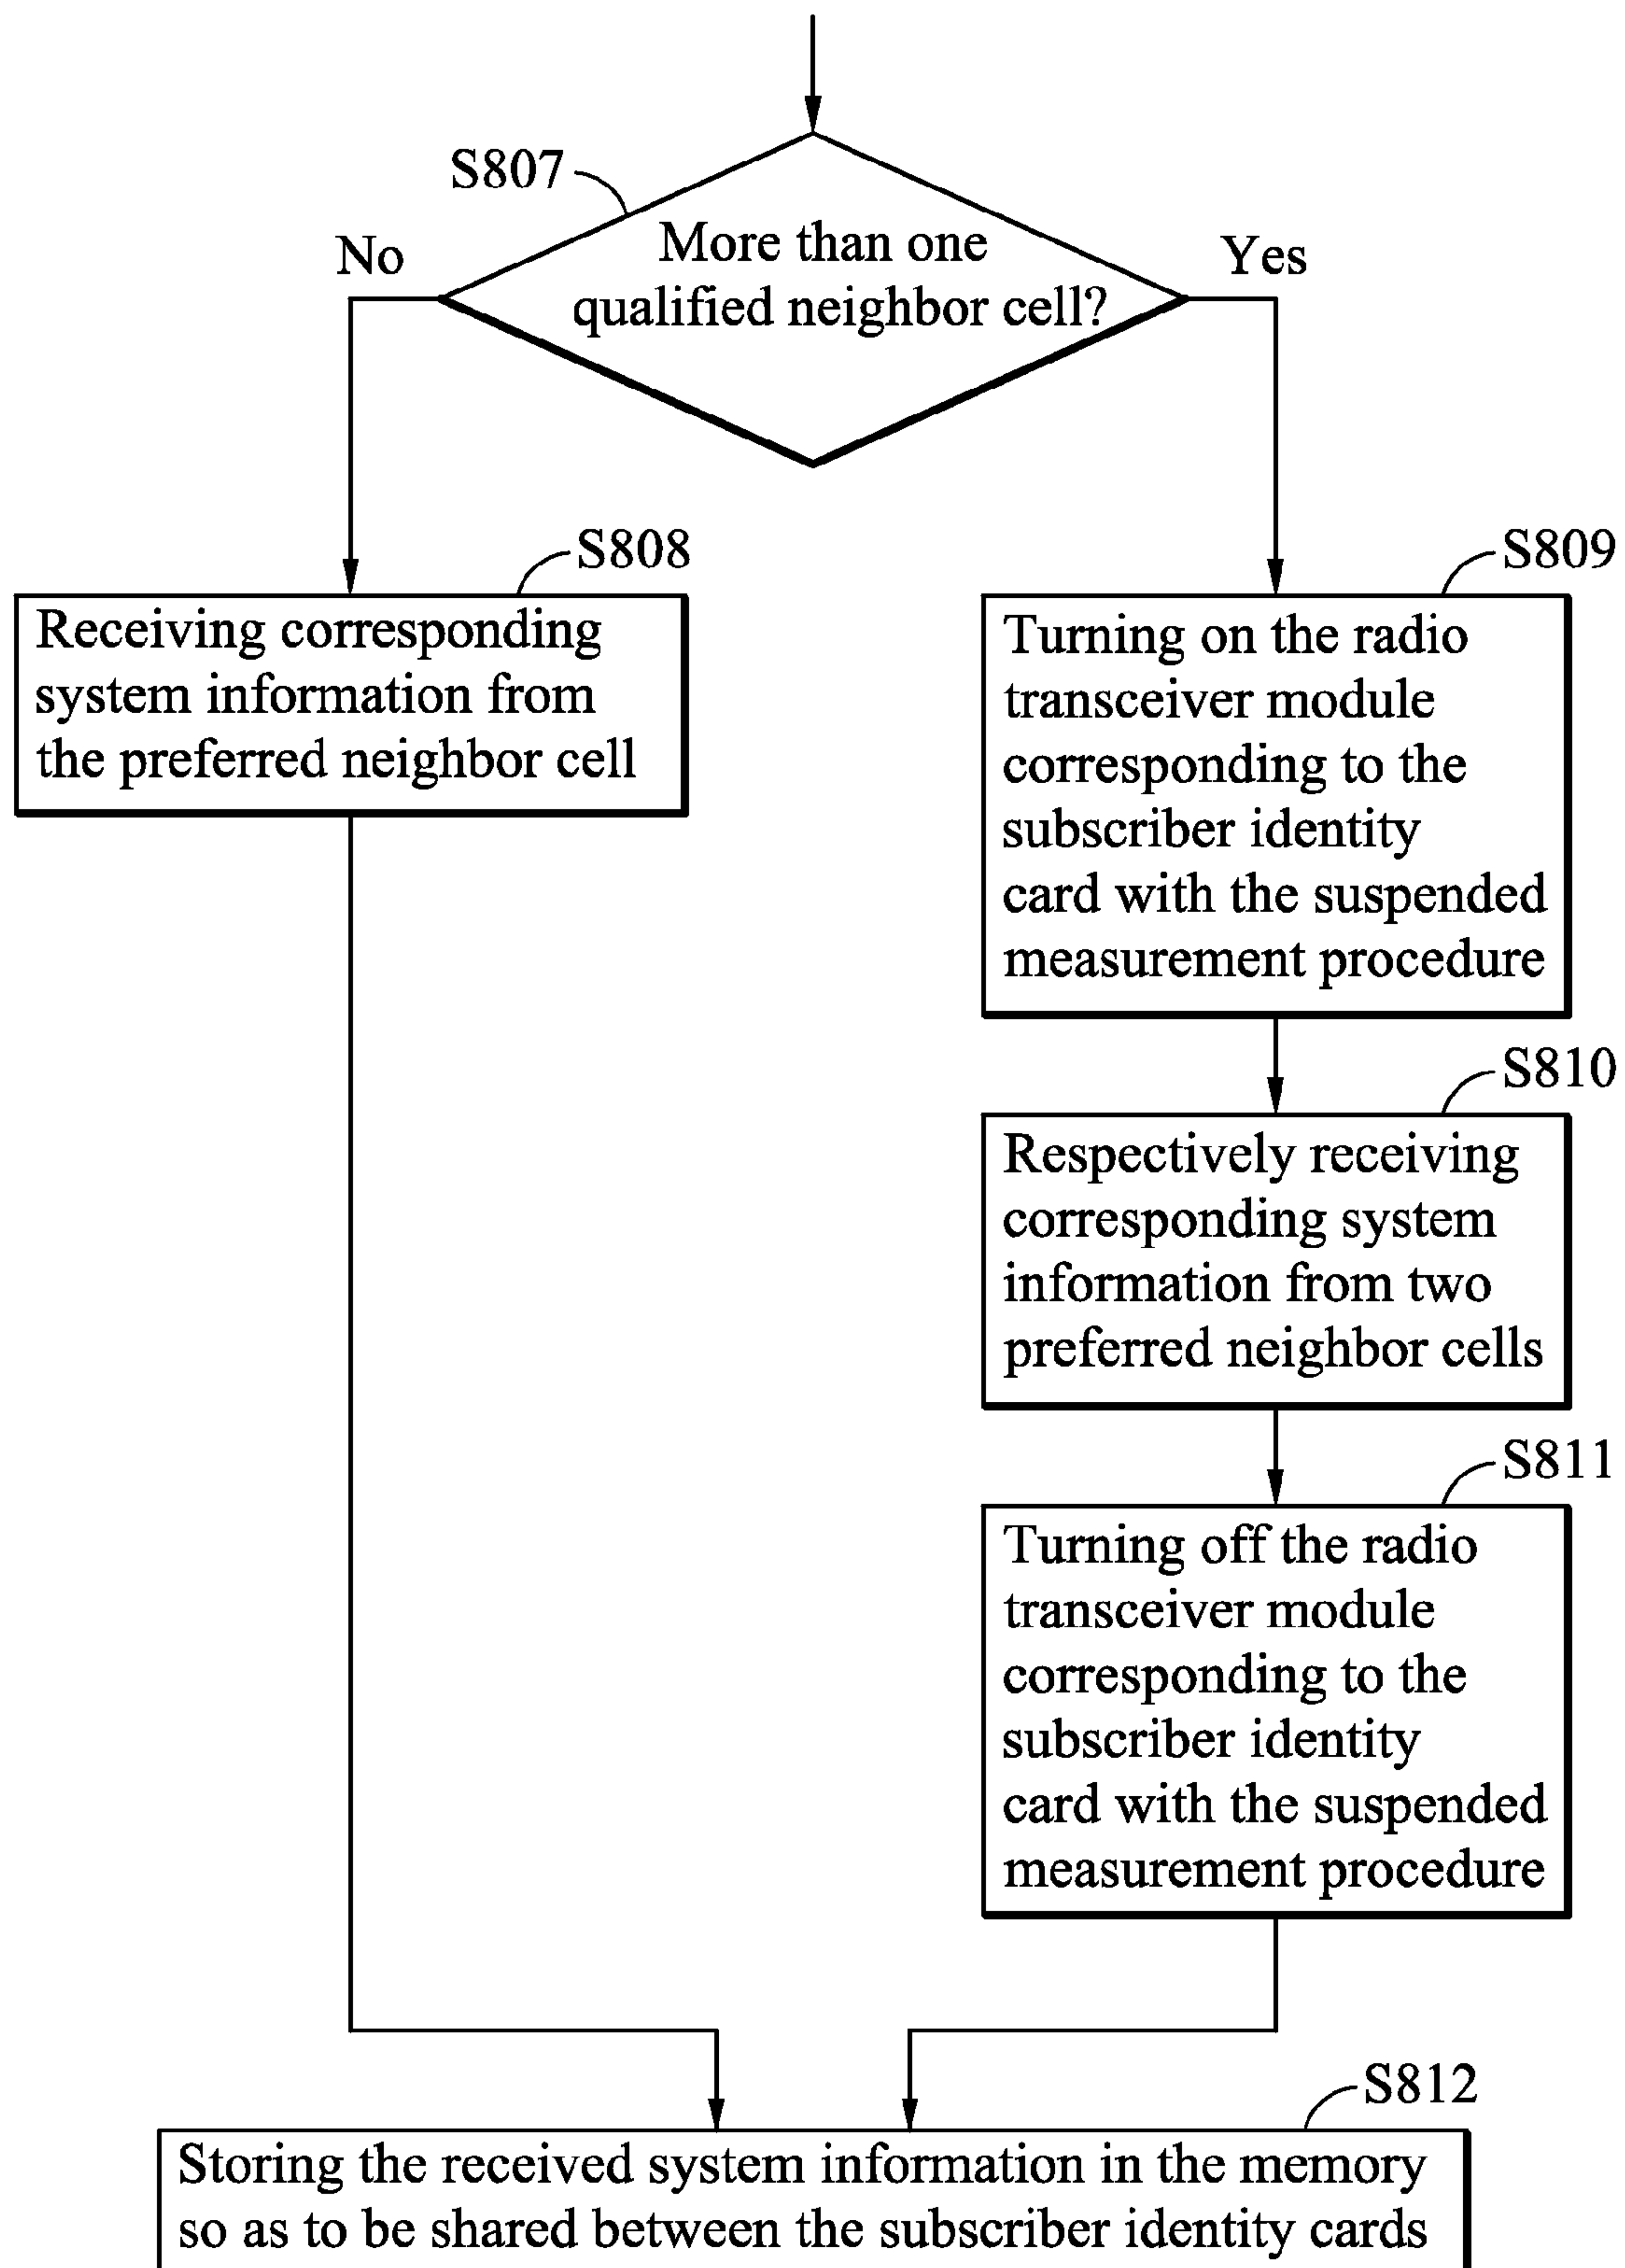 S807
More than one
qualified neighbor cell?
No
Yes
S808
Receiving corresponding
system information from
the preferred neighbor cell
S809
Turning on the radio
transceiver module
corresponding to the
subscriber identity
card with the suspended
measurement procedure
S810
Respectively receiving
corresponding system
information from two
preferred neighbor cells
S811
Turning off the radio
transceiver module
corresponding to the
subscriber identity
card with the suspended
measurement procedure
S812
Storing the received system information in the memory
so as to be shared between the subscriber identity cards